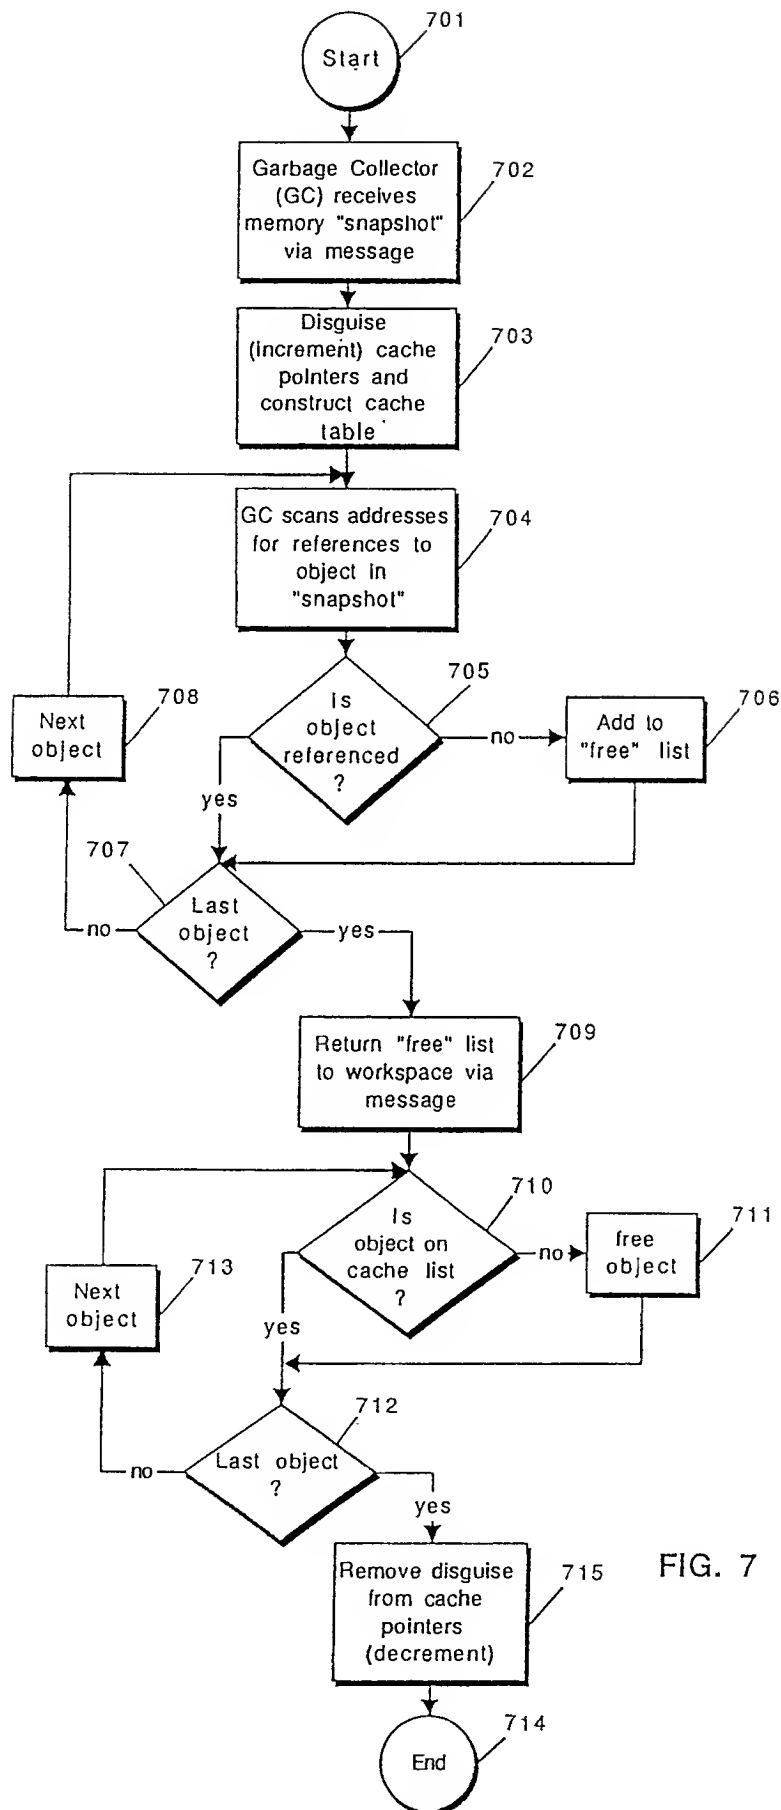 701
Start
702
Garbage Collector
(GC) receives
memory "snapshot"
via message
703
Disguise
(increment) cache
pointers and
construct cache
table
704
GC scans addresses
for references to
object in
"snapshot"
705
Is
object
referenced
?
no
706
Add to
"free" list
708
Next
object
yes
707
Last
object
?
no
yes
709
Return "free" list
to workspace via
message
710
Is
object on
cache list
?
no
711
free
object
713
Next
object
yes
712
Last object
?
no
yes
715
Remove disguise
from cache
pointers
(decrement)
FIG. 7
714
End